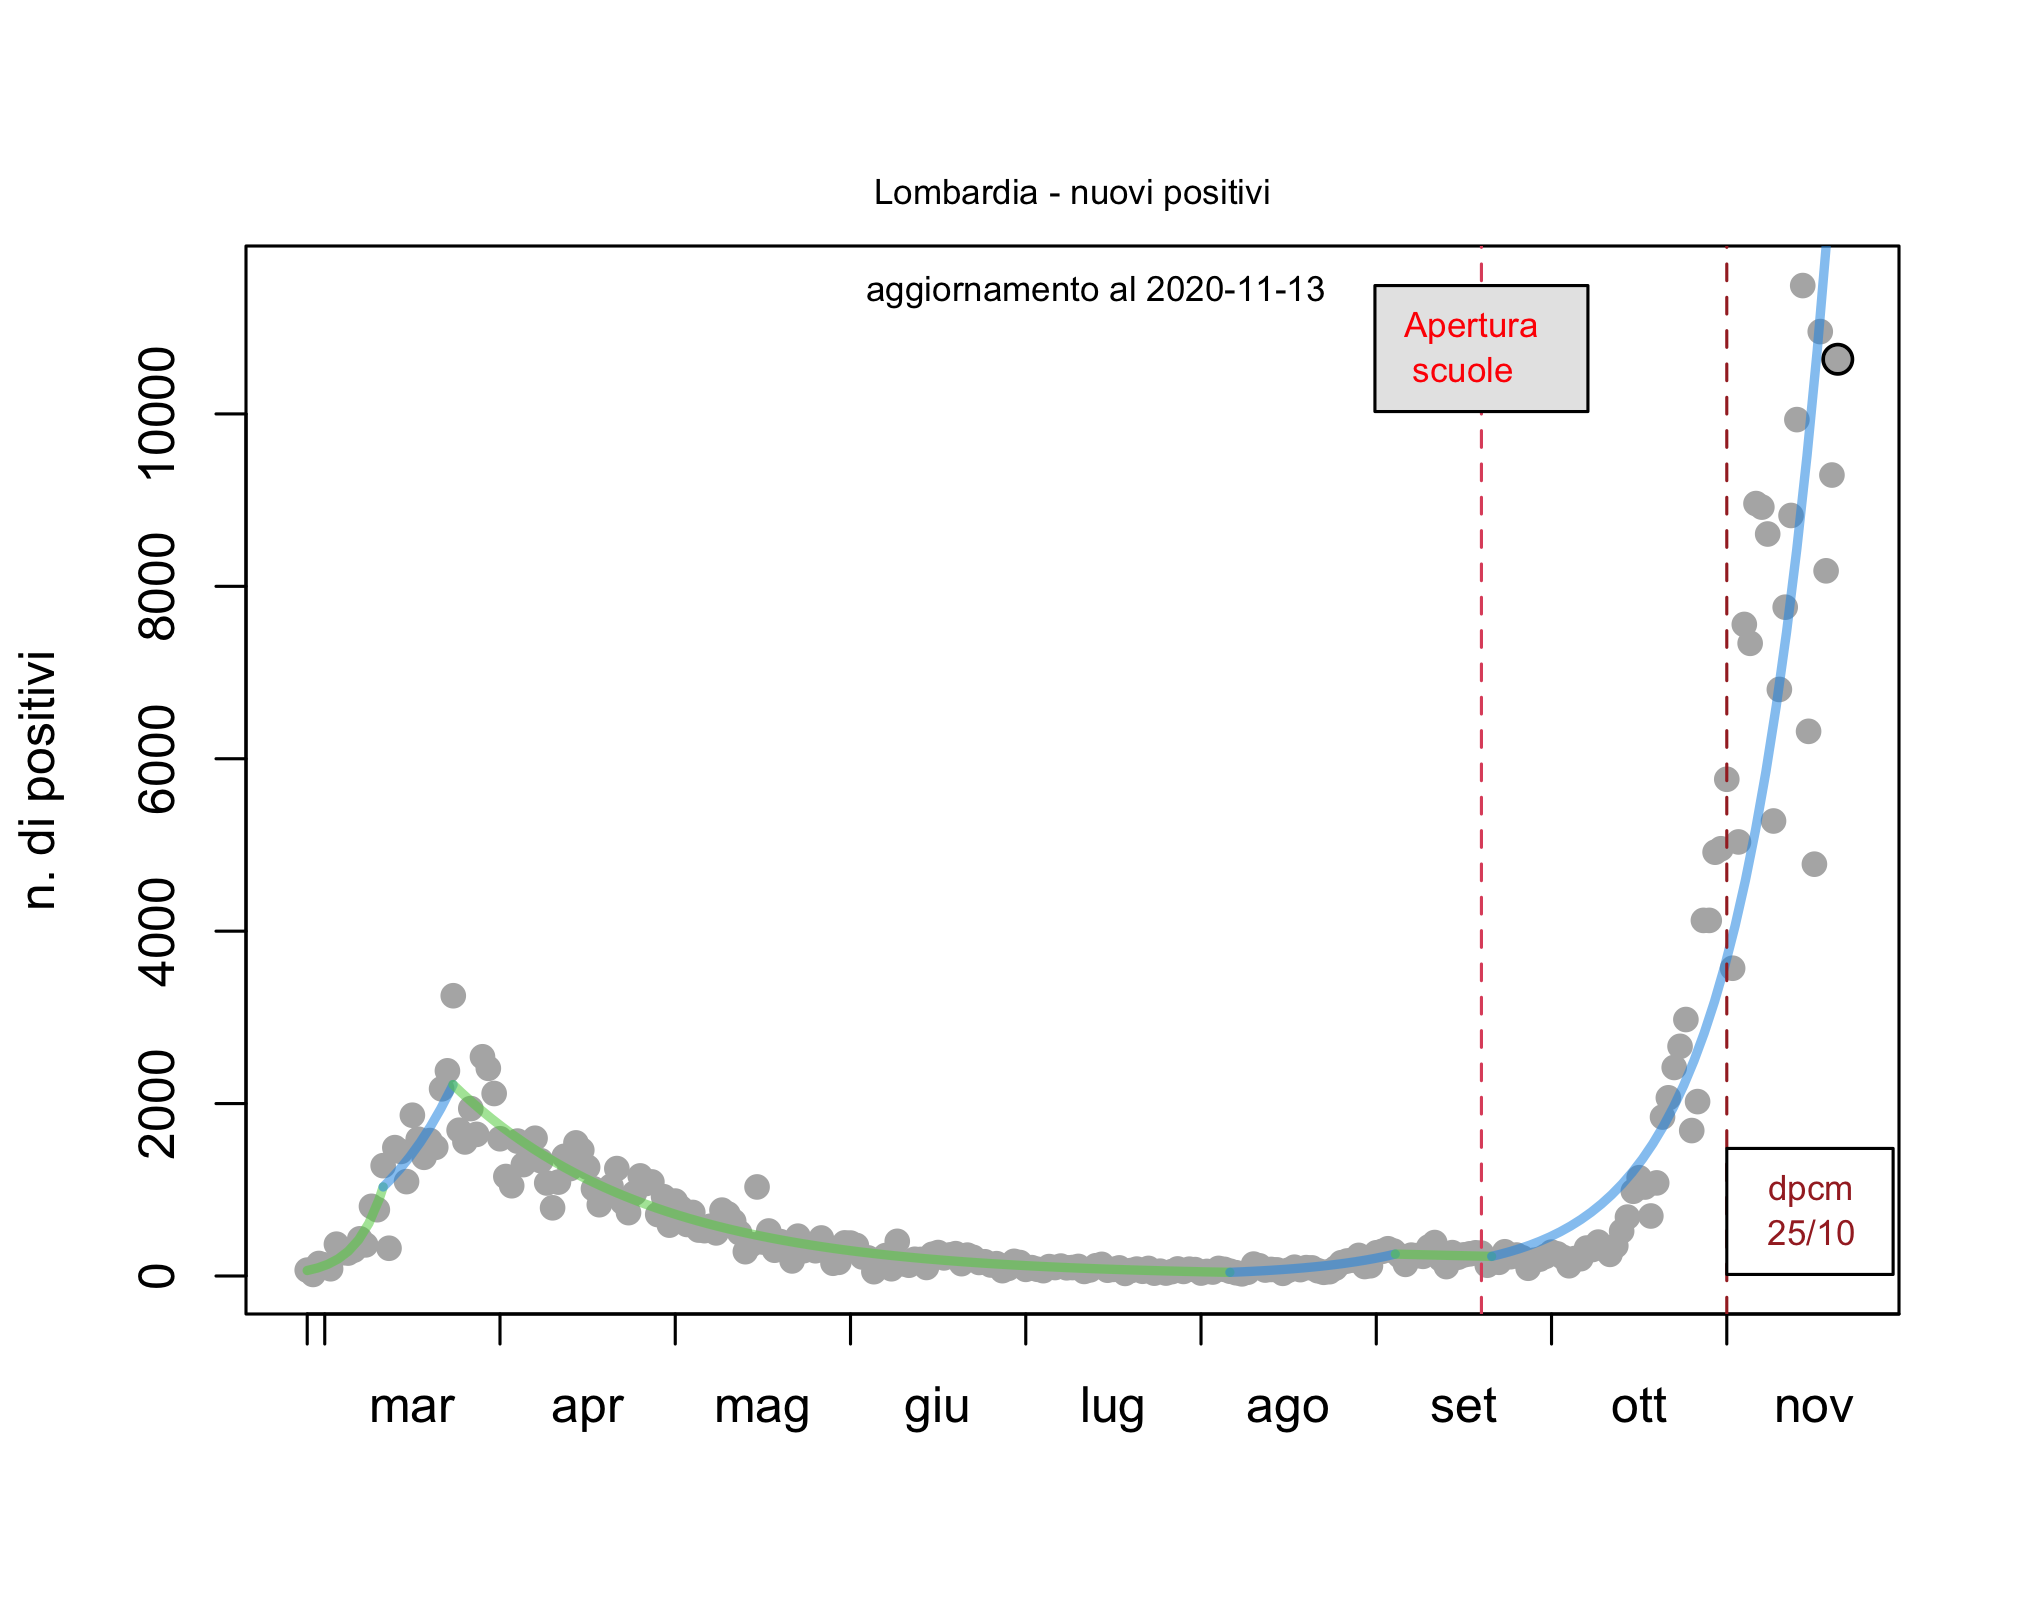 Lombardia - nuovi positivi
aggiornamento al 2020-11-13
Apertura
scuole
n. di positivi
10000
8000
6000
4000
2000
0
dpcm
25/10
mar apr mag giu lug ago set ott nov